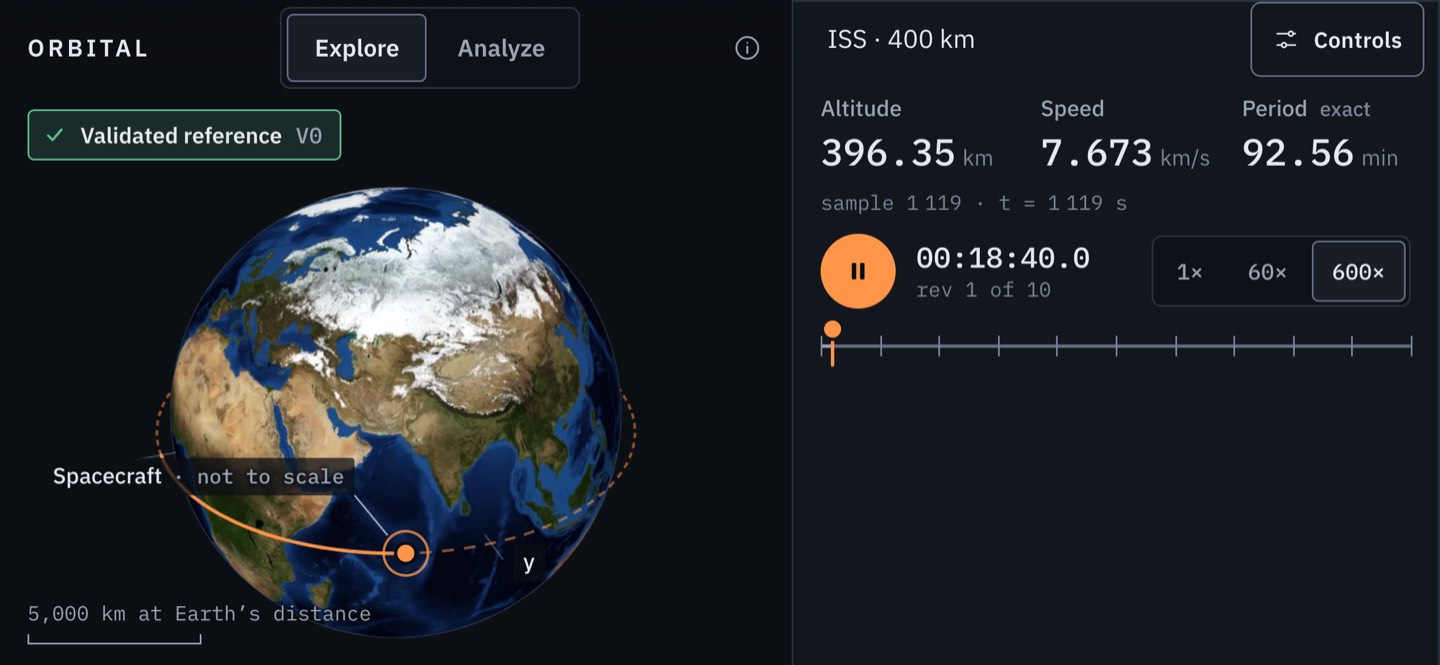 ORBITAL
Explore
Analyze
ISS · 400 km
Controls
Validated reference V0
Altitude
Speed
Period exact
396.35 km
7.673 km/s
92.56 min
sample 1 119 · t = 1 119 s
00:18:40.0
rev 1 of 10
1×
60×
600×
Spacecraft · not to scale
y
5,000 km at Earth’s distance